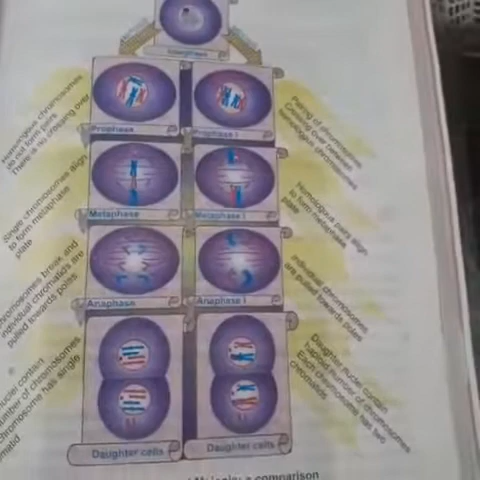 Interphase
Homologous chromosomes
do not form pairs
There is no crossing over
Prophase
Prophase I
Pairing of chromosomes
Crossing over between
homologous chromosomes
Single chromosomes align
to form metaphase
plate
Metaphase
Metaphase I
Homologous pairs align
to form metaphase
plate
chromosomes break and
individual chromatids are
pulled towards poles
Anaphase
Anaphase I
Individual chromosomes
are pulled towards poles
nuclei contain
number of chromosomes
chromosome has single
Daughter cells
Daughter cells
Daughter nuclei contain
haploid number of chromosomes
Each chromosome has two
chromatids
a comparison